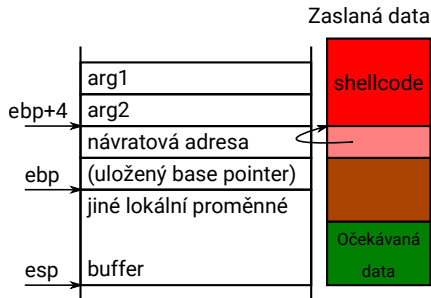 Zaslaná data
arg1
shellcode
ebp+4
arg2
návratová adresa
ebp
(uložený base pointer)
jiné lokální proměnné
Očekávaná
data
esp
buffer